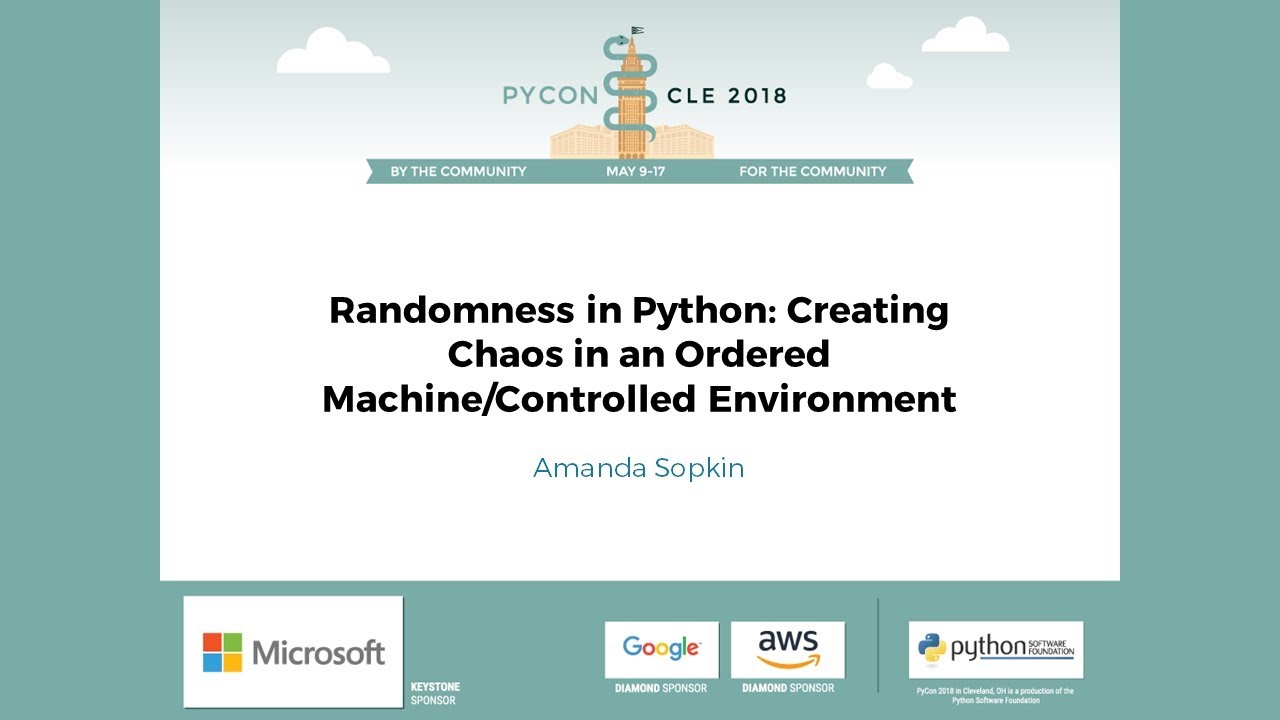 PYCON CLE 2018
BY THE COMMUNITY MAY 9-17 FOR THE COMMUNITY
Randomness in Python: Creating
Chaos in an Ordered
Machine/Controlled Environment
Amanda Sopkin
Microsoft
KEYSTONE
SPONSOR
Google
DIAMOND SPONSOR
aws
DIAMOND SPONSOR
python SOFTWARE
FOUNDATION
PyCon 2018 in Cleveland, OH is a production of the
Python Software Foundation